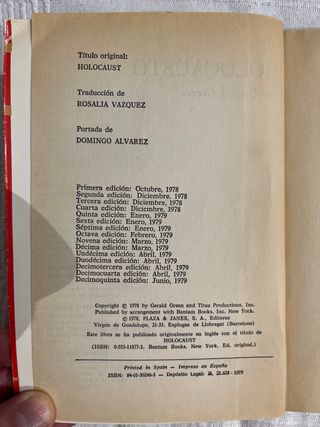 Título original:
HOLOCAUST
Traducción de
ROSALIA VAZQUEZ
Portada de
DOMINGO ALVAREZ
Primera edición: Octubre, 1978
Segunda edición: Diciembre, 1978
Tercera edición: Diciembre, 1978
Cuarta edición: Diciembre, 1978
Quinta edición: Enero, 1979
Sexta edición: Enero, 1979
Séptima edición: Enero, 1979
Octava edición: Febrero, 1979
Novena edición: Marzo, 1979
Décima edición: Marzo, 1979
Undécima edición: Abril, 1979
Duodécima edición: Abril, 1979
Decimotercera edición: Abril, 1979
Decimocuarta edición: Abril, 1979
Decimoquinta edición: Junio, 1979
Copyright © 1978 by Gerald Green and Titus Productions, Inc.
Published by arrangement with Bantam Books, Inc. New York.
© 1978, PLAZA & JANES, S. A., Editores
Virgen de Guadalupe, 21-33. Esplugas de Llobregat (Barcelona)
Este libro se ha publicado originalmente en inglés con el título de
HOLOCAUST
(ISBN: 0-553-11877-5. Bantam Books. New York. Ed. original.)
Printed in Spain — Impreso en España
ISBN: 84-01-30246-3 — Depósito Legal: B. 21.628 - 1979